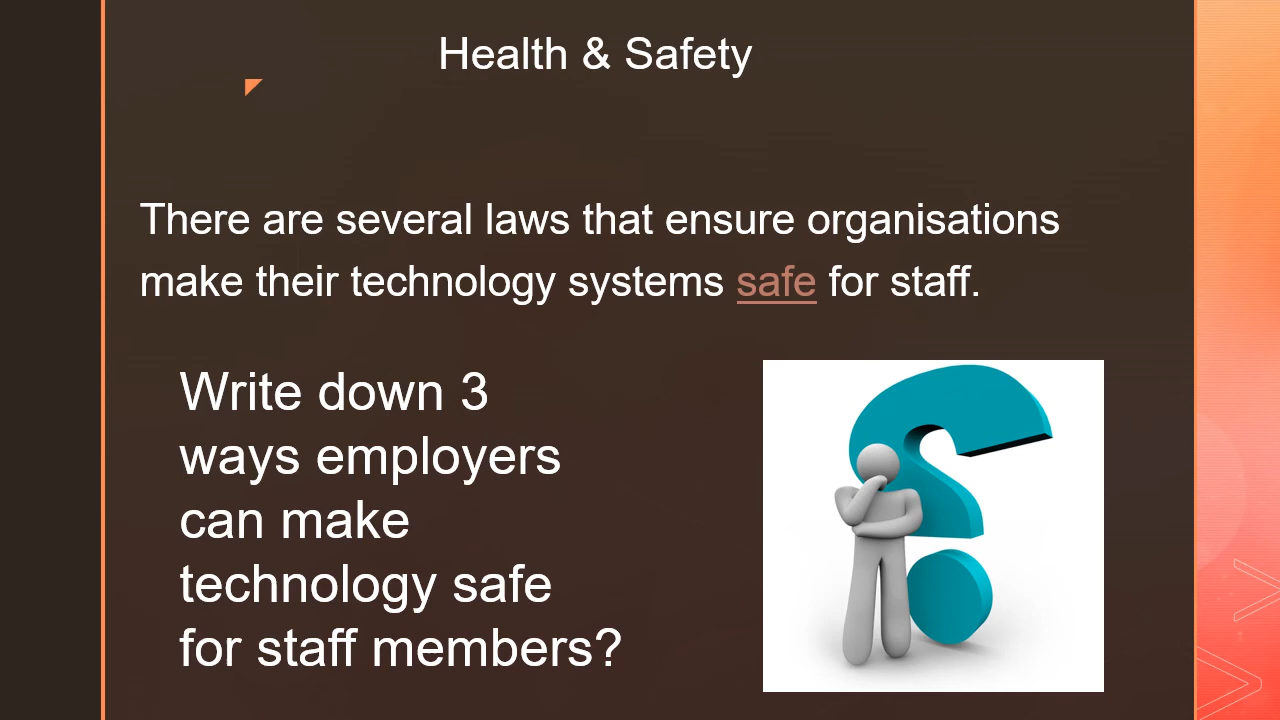 Health & Safety
There are several laws that ensure organisations
make their technology systems safe for staff.
Write down 3
ways employers
can make
technology safe
for staff members?